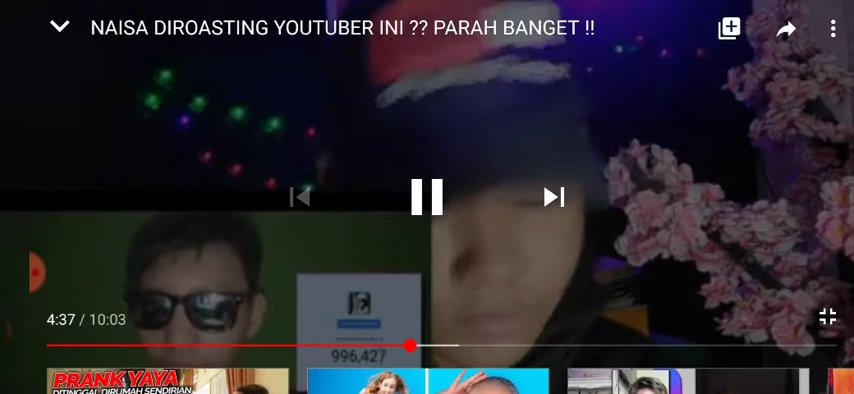 NAISA DIROASTING YOUTUBER INI ?? PARAH BANGET !!
4:37 / 10:03
996,427
PRANK YAYA
DITINGGAL DIRUMAH SENDIRIAN